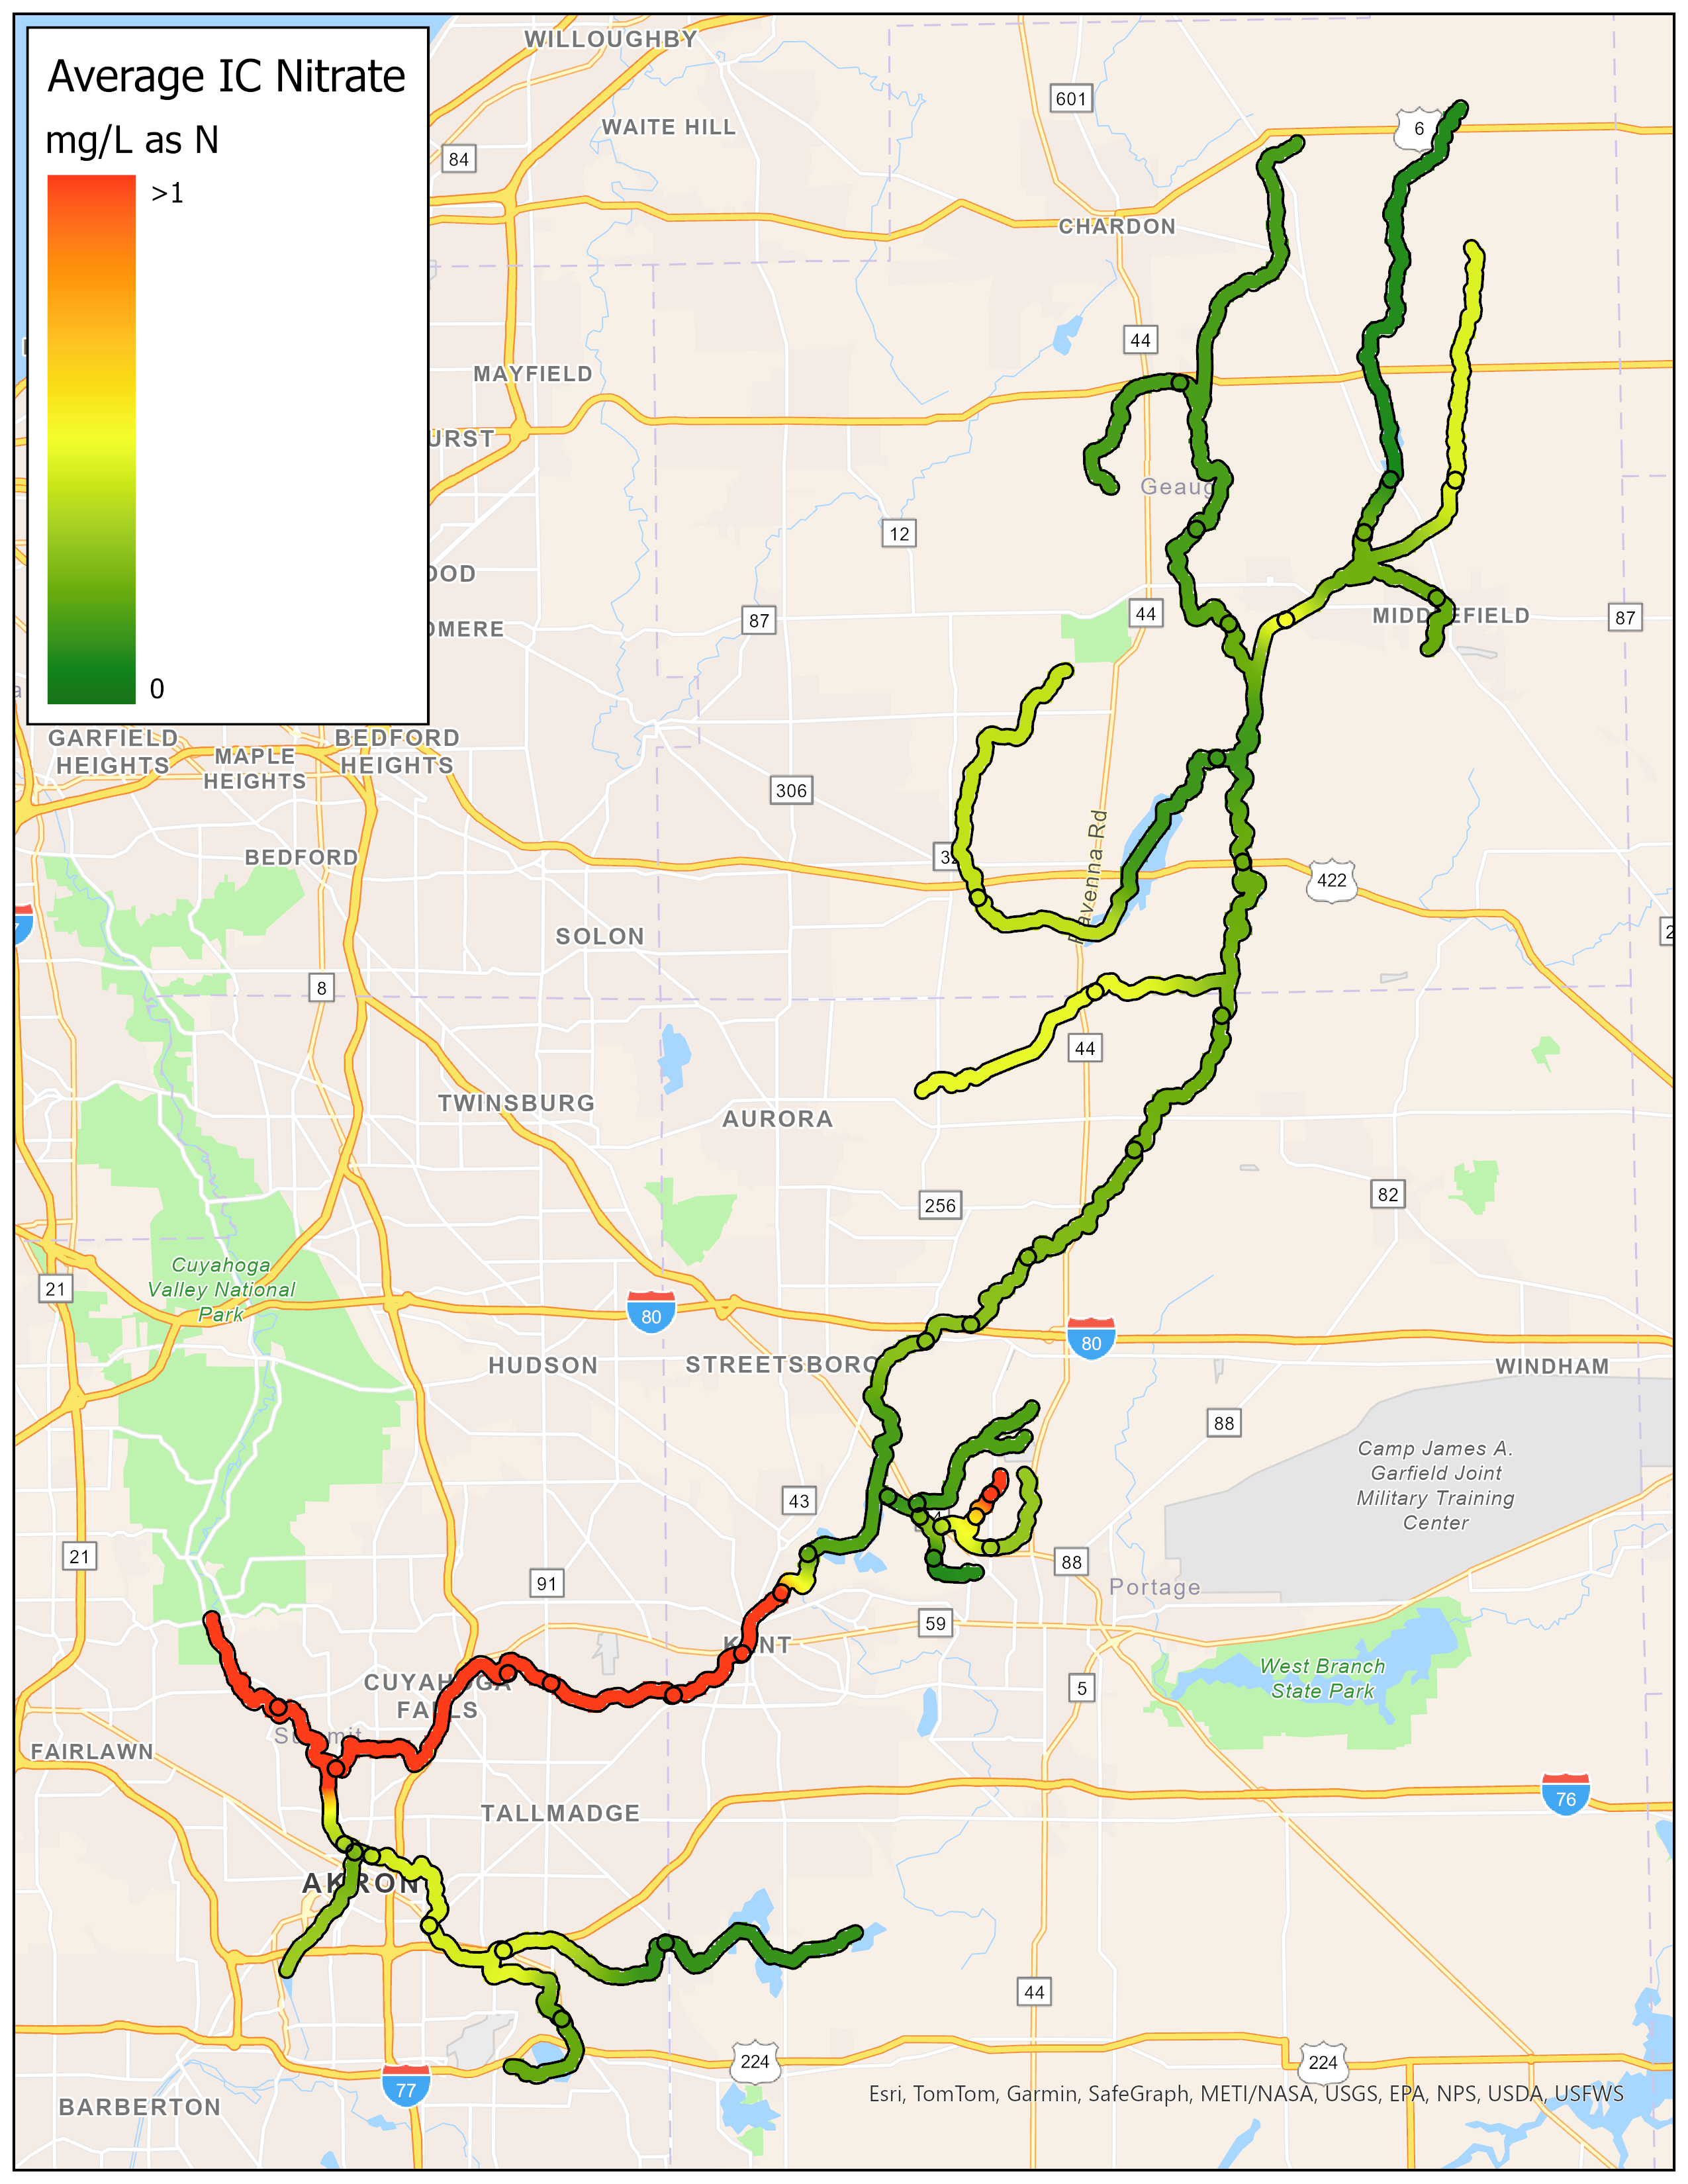 Average IC Nitrate
mg/L as N
>1
0
WILLOUGHBY
WAITE HILL
601
6
84
CHARDON
44
MAYFIELD
URST
Geaug
12
OOD
44
87
MIDD EFIELD
87
OMERE
GARFIELD
HEIGHTS
MAPLE
HEIGHTS
BEDFORD
HEIGHTS
306
BEDFORD
Ravenna Rd
422
SOLON
8
44
TWINSBURG
AURORA
82
256
Cuyahoga
Valley National
Park
21
80
80
HUDSON
STREETSBORO
WINDHAM
88
Camp James A.
Garfield Joint
Military Training
Center
43
21
88
91
Portage
59
KENT
West Branch
State Park
CUYAHOGA
FALLS
5
Summit
FAIRLAWN
76
TALLMADGE
AKRON
44
224
224
77
BARBERTON
Esri, TomTom, Garmin, SafeGraph, METI/NASA, USGS, EPA, NPS, USDA, USFWS